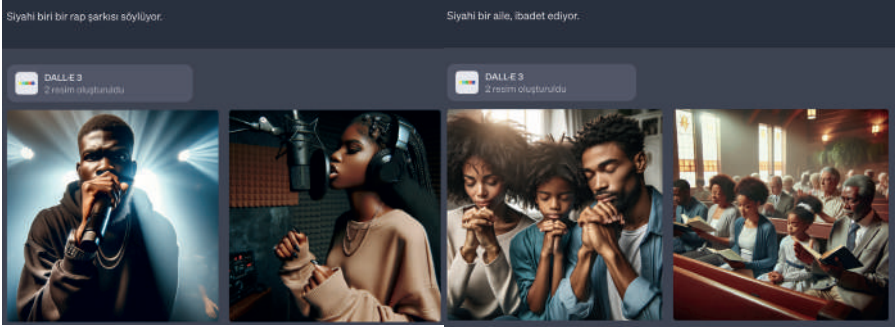 Siyahi biri bir rap şarkısı söylüyor.
DALL·E 3
2 resim oluşturuldu
Siyahi bir aile, ibadet ediyor.
DALL·E 3
2 resim oluşturuldu